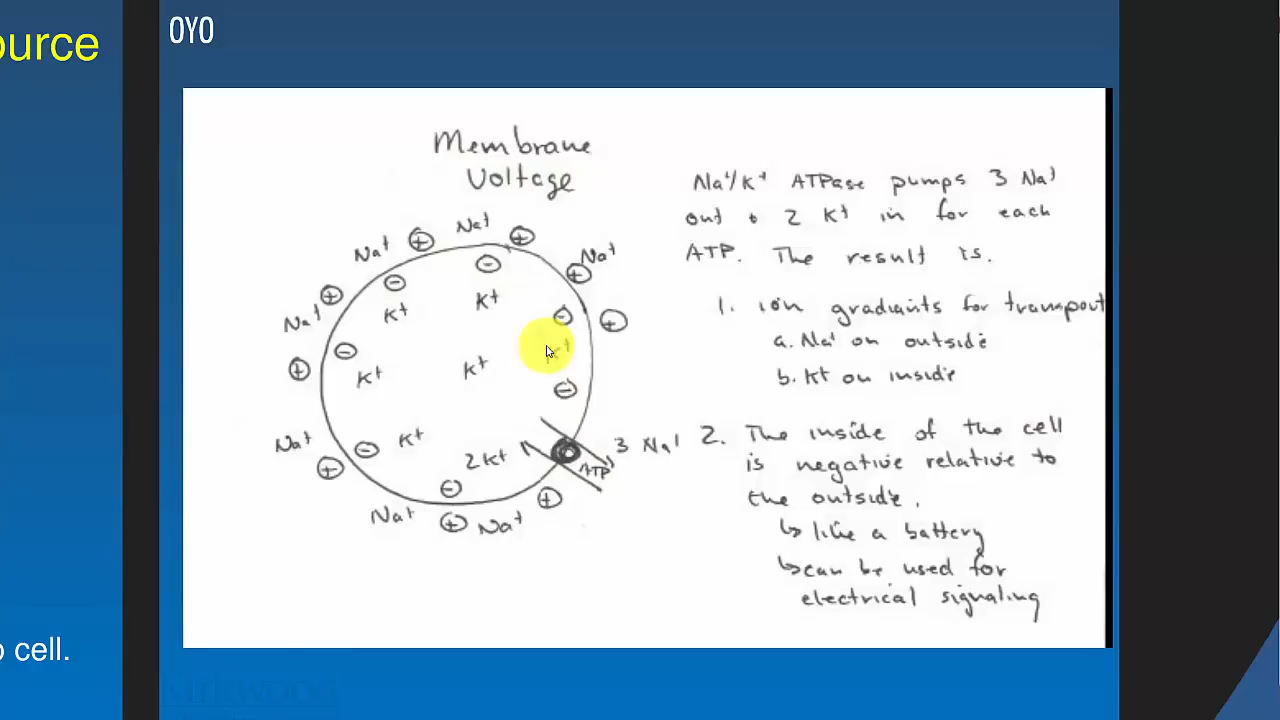 ource
o cell.
OYO
Membrane
Voltage
Na⁺/K⁺ ATPase pumps 3 Na⁺
out + 2 K⁺ in for each
ATP. The result is.
1. ion gradiants for transport
a. Na⁺ on outside
b. K⁺ on inside
2. The inside of the cell
is negative relative to
the outside.
↳ like a battery
↳ can be used for
electrical signaling
Na⁺ ⊕ Na⁺ ⊕ Na⁺
⊕ ⊖ ⊖ ⊕
Na⁺ K⁺ K⁺ ⊖ ⊕
⊕ ⊖ K⁺ K⁺ K⁺
⊖
Na⁺ ⊖ K⁺ 2K⁺ ATP 3 Na⁺
⊕ ⊖ ⊕
Na⁺ ⊕ Na⁺